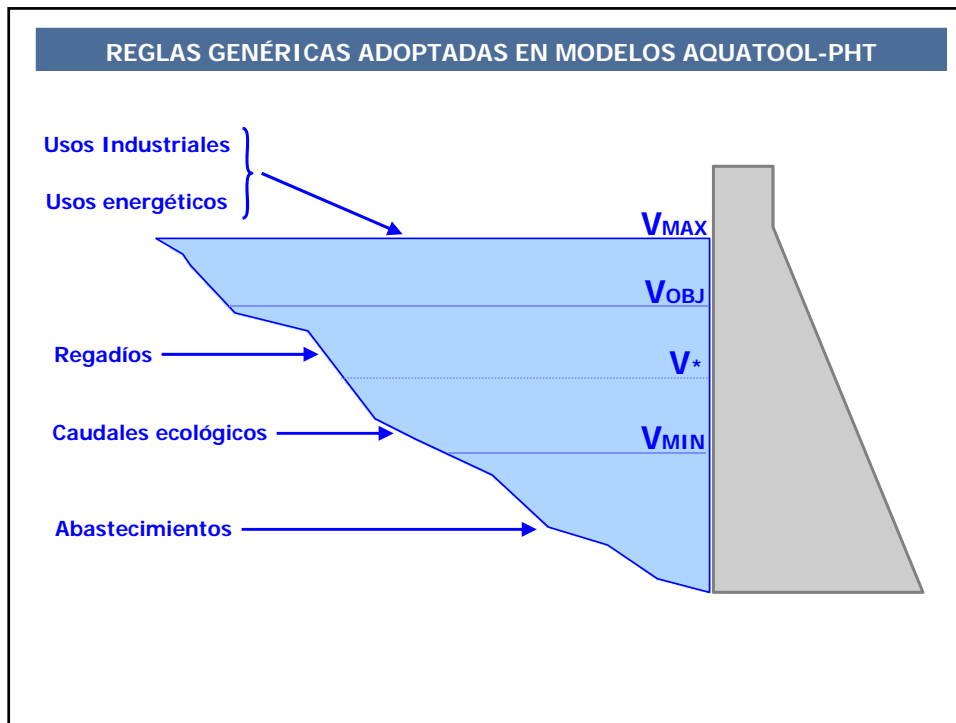 REGLAS GENÉRICAS ADOPTADAS EN MODELOS AQUATOOL-PHT
Usos Industriales
Usos energéticos
VMAX
VOBJ
Regadíos
V*
Caudales ecológicos
VMIN
Abastecimientos